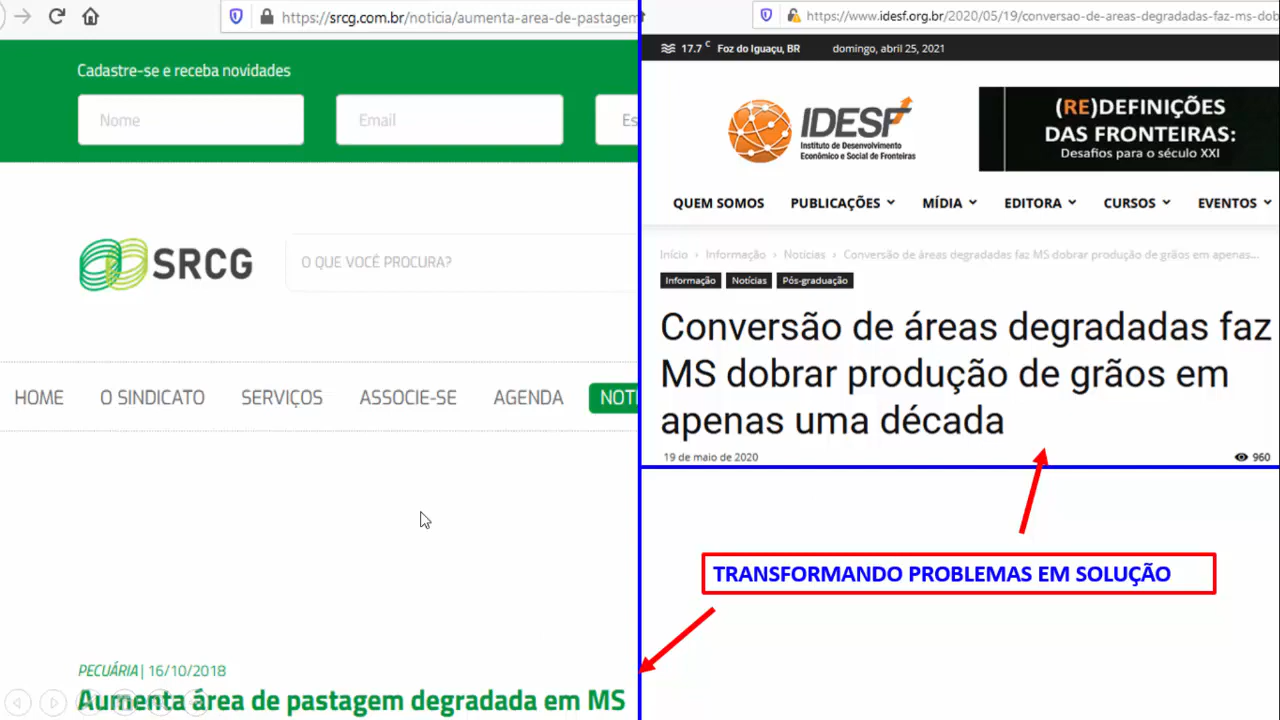 https://srcg.com.br/noticia/aumenta-area-de-pastagem
Cadastre-se e receba novidades
Nome
Email
Es
SRCG
O QUE VOCÊ PROCURA?
HOME
O SINDICATO
SERVIÇOS
ASSOCIE-SE
AGENDA
NOTI
PECUÁRIA | 16/10/2018
Aumenta área de pastagem degradada em MS
https://www.idesf.org.br/2020/05/19/conversao-de-areas-degradadas-faz-ms-dob
17.7 C Foz do Iguaçu, BR
domingo, abril 25, 2021
IDESF
Instituto de Desenvolvimento
Econômico e Social de Fronteiras
(RE)DEFINIÇÕES
DAS FRONTEIRAS:
Desafios para o século XXI
QUEM SOMOS
PUBLICAÇÕES
MÍDIA
EDITORA
CURSOS
EVENTOS
Início › Informação › Notícias › Conversão de áreas degradadas faz MS dobrar produção de grãos em apenas...
Informação
Notícias
Pós-graduação
Conversão de áreas degradadas faz
MS dobrar produção de grãos em
apenas uma década
19 de maio de 2020
960
TRANSFORMANDO PROBLEMAS EM SOLUÇÃO